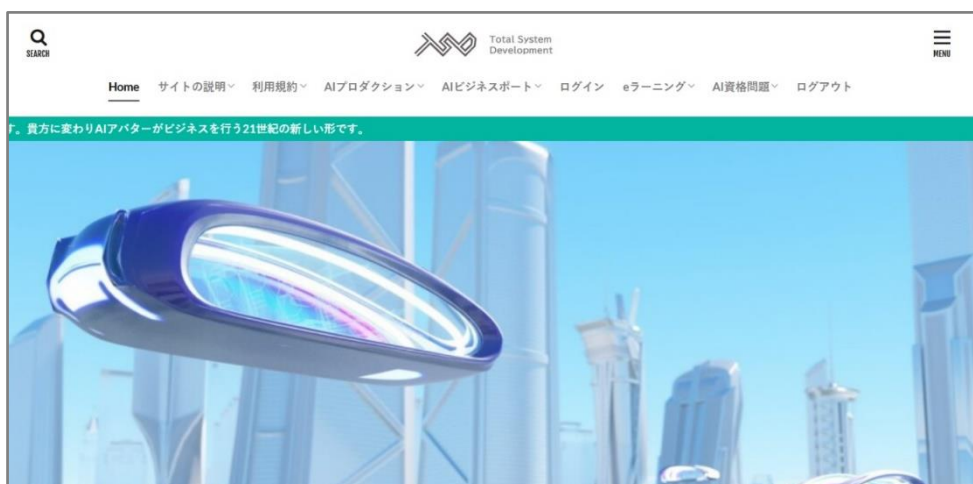 SEARCH
Total System
Development
MENU
Home サイトの説明 利用規約 AIプロダクション AIビジネスポート ログイン eラーニング AI資格問題 ログアウト
す。貴方に変わりAIアバターがビジネスを行う21世紀の新しい形です。